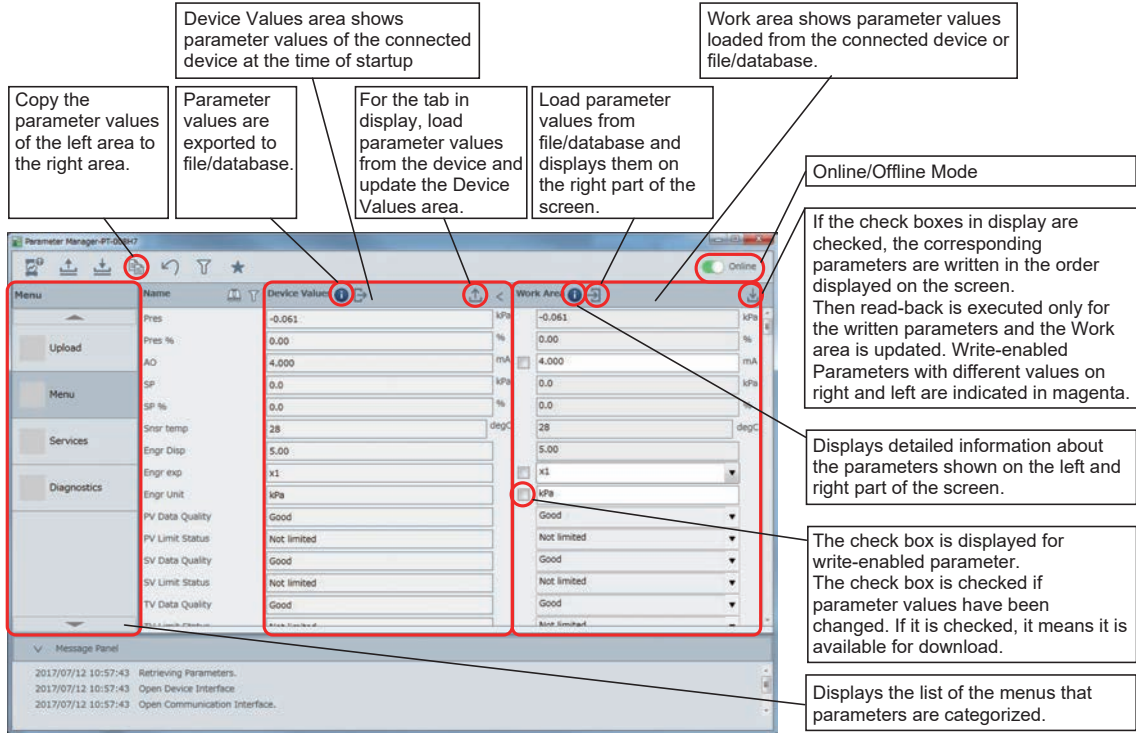 Device Values area shows
parameter values of the connected
device at the time of startup
Work area shows parameter values
loaded from the connected device or
file/database.
Copy the
parameter values
of the left area to
the right area.
Parameter
values are
exported to
file/database.
For the tab in
display, load
parameter values
from the device and
update the Device
Values area.
Load parameter
values from
file/database and
displays them on
the right part of the
screen.
Online/Offline Mode
If the check boxes in display are
checked, the corresponding
parameters are written in the order
displayed on the screen.
Then read-back is executed only for
the written parameters and the Work
area is updated. Write-enabled
Parameters with different values on
right and left are indicated in magenta.
Displays detailed information about
the parameters shown on the left and
right part of the screen.
The check box is displayed for
write-enabled parameter.
The check box is checked if
parameter values have been
changed. If it is checked, it means it is
available for download.
Displays the list of the menus that
parameters are categorized.
Parameter Manager-PT-008H7
Online
Menu
Upload
Menu
Services
Diagnostics
Name Device Values < Work Area
Pres -0.061 kPa -0.061 kPa
Pres % 0.00 % 0.00 %
AO 4.000 mA 4.000 mA
SP 0.0 kPa 0.0 kPa
SP % 0.0 % 0.0 %
Snsr temp 28 degC 28 degC
Engr Disp 5.00 5.00
Engr exp x1 x1
Engr Unit kPa kPa
PV Data Quality Good Good
PV Limit Status Not limited Not limited
SV Data Quality Good Good
SV Limit Status Not limited Not limited
TV Data Quality Good Good
TV Limit Status Not limited Not limited
Message Panel
2017/07/12 10:57:43 Retrieving Parameters.
2017/07/12 10:57:43 Open Device Interface
2017/07/12 10:57:43 Open Communication Interface.